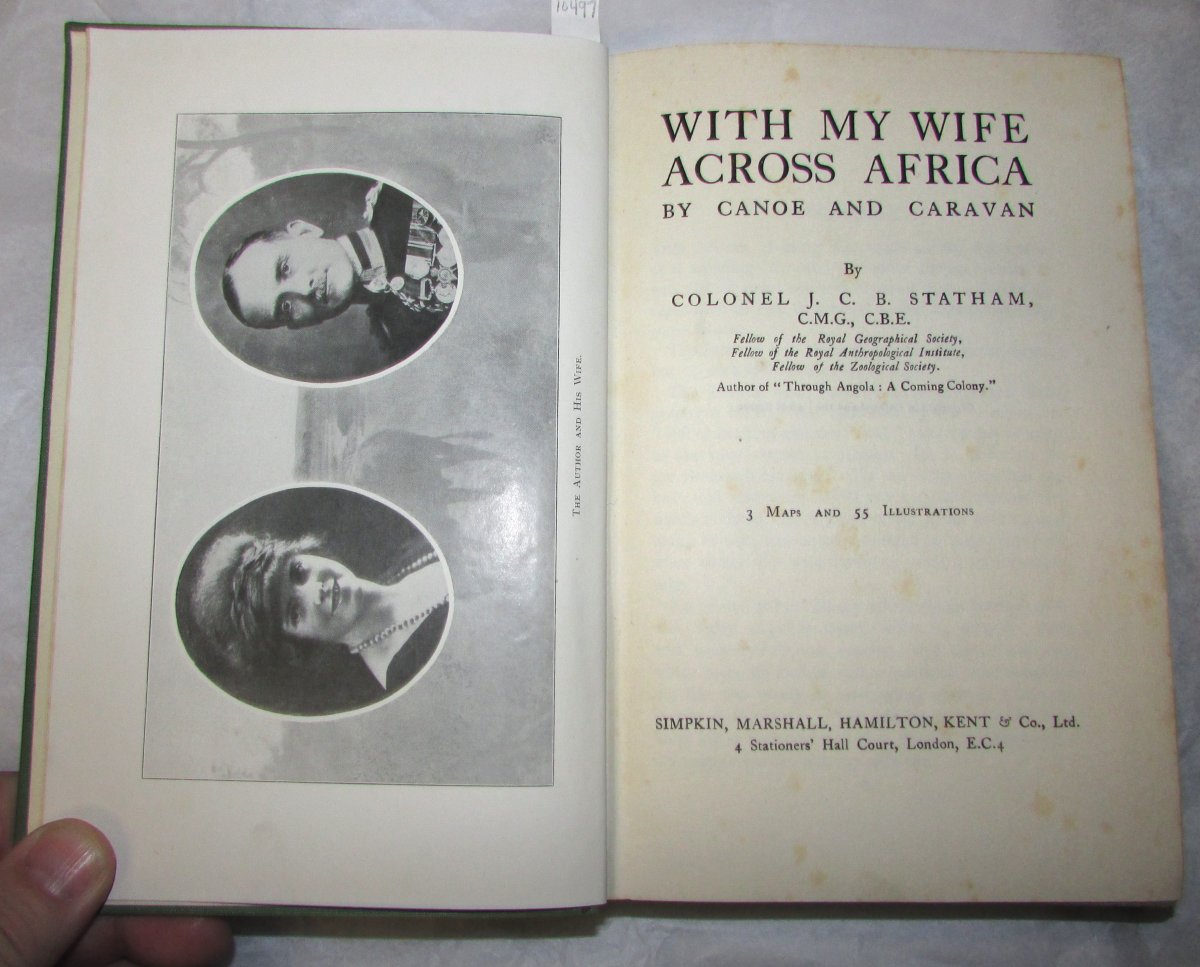 10497
THE AUTHOR AND HIS WIFE.
WITH MY WIFE
ACROSS AFRICA
BY CANOE AND CARAVAN
By
COLONEL J. C. B. STATHAM,
C.M.G., C.B.E.
Fellow of the Royal Geographical Society,
Fellow of the Royal Anthropological Institute,
Fellow of the Zoological Society.
Author of "Through Angola : A Coming Colony."
3 MAPS AND 55 ILLUSTRATIONS
SIMPKIN, MARSHALL, HAMILTON, KENT & Co., Ltd.
4 Stationers' Hall Court, London, E.C.4